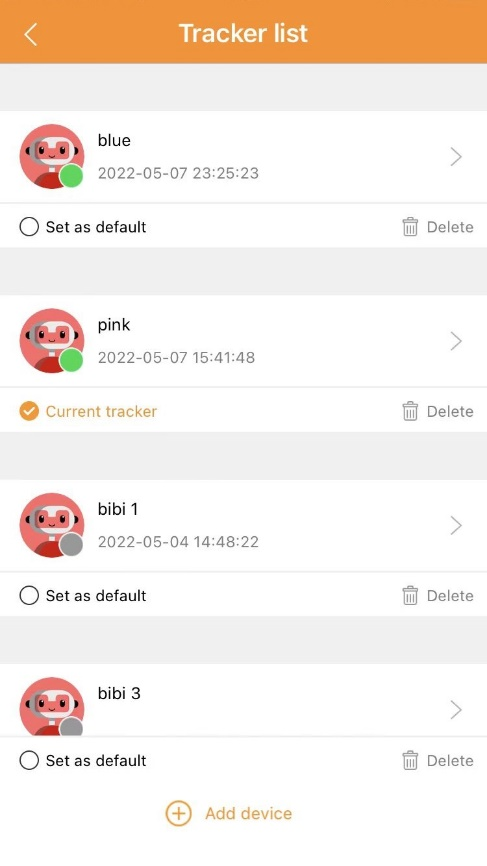 Tracker list
blue
2022-05-07 23:25:23
Set as default Delete
pink
2022-05-07 15:41:48
Current tracker Delete
bibi 1
2022-05-04 14:48:22
Set as default Delete
bibi 3
Set as default Delete
Add device